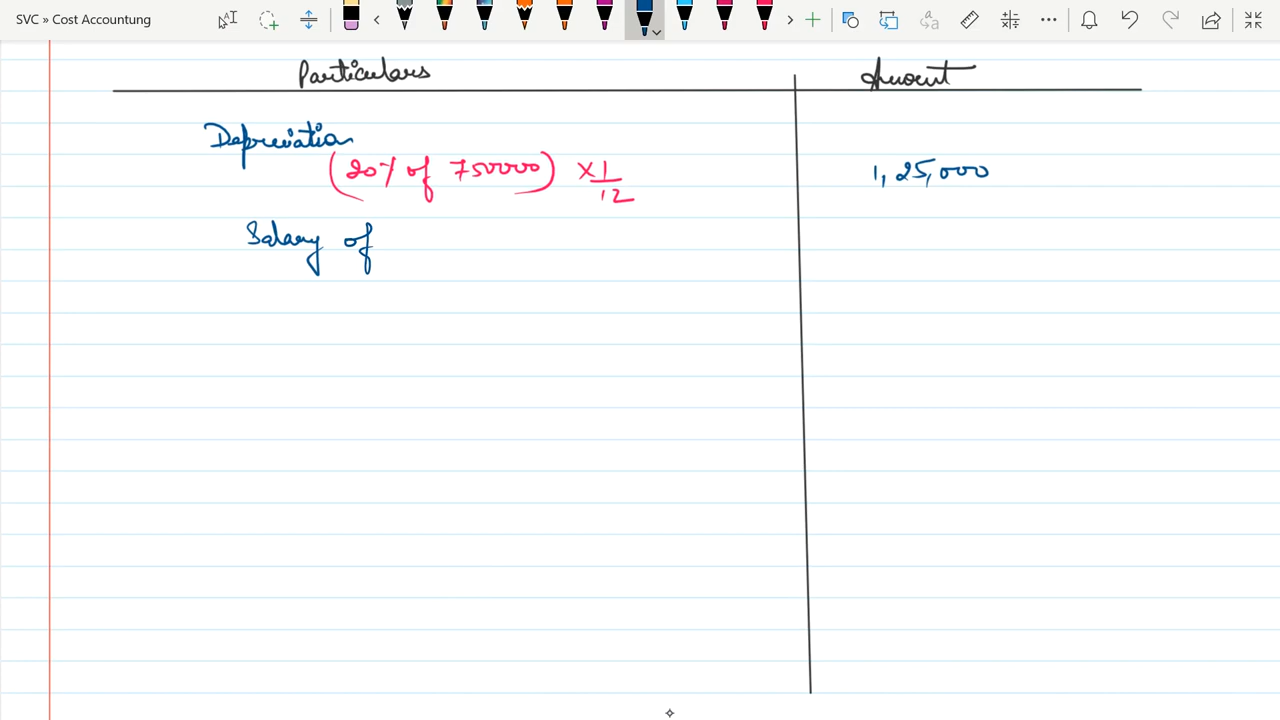 SVC » Cost Accountung
Particulars Amount
Depreciation
(20% of 750000) × 1/12 1,25,000
Salary of